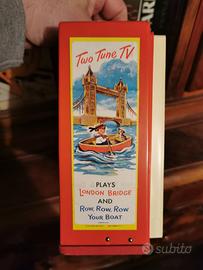 Two Tune TV
PLAYS
LONDON BRIDGE
AND
ROW, ROW, ROW
YOUR BOAT
subito